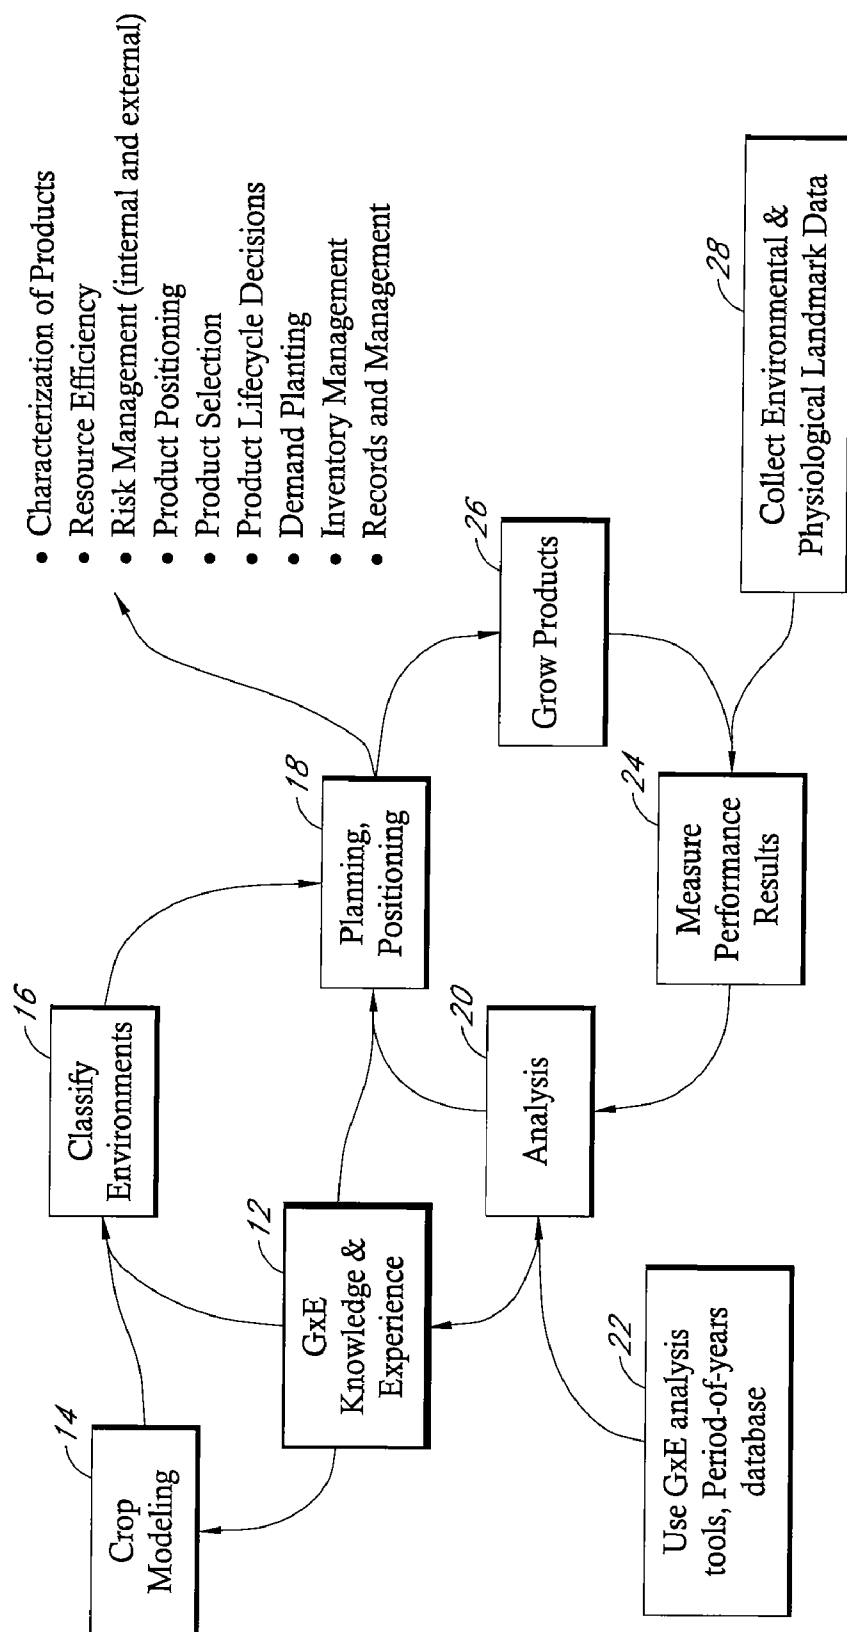 14
Crop
Modeling
16
Classify
Environments
12
GxE
Knowledge &
Experience
18
Planning,
Positioning
• Characterization of Products
• Resource Efficiency
• Risk Management (internal and external)
• Product Positioning
• Product Selection
• Product Lifecycle Decisions
• Demand Planting
• Inventory Management
• Records and Management
20
Analysis
26
Grow Products
22
Use GxE analysis
tools, Period-of-years
database
24
Measure
Performance
Results
28
Collect Environmental &
Physiological Landmark Data